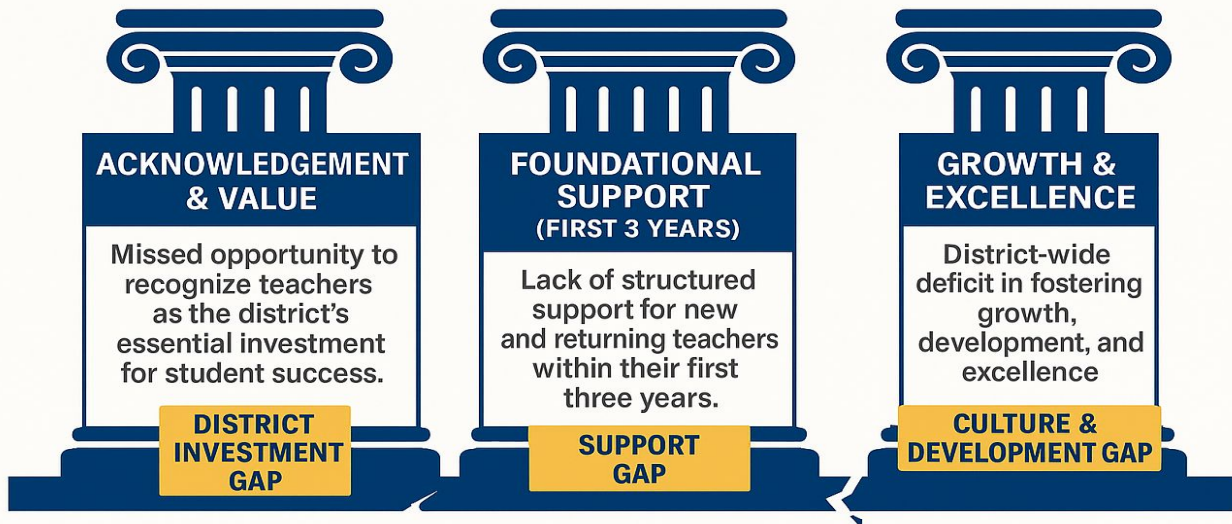 ACKNOWLEDGEMENT
& VALUE
Missed opportunity to
recognize teachers
as the district's
essential investment
for student success.
DISTRICT
INVESTMENT
GAP
FOUNDATIONAL
SUPPORT
(FIRST 3 YEARS)
Lack of structured
support for new
and returning teachers
within their first
three years.
SUPPORT
GAP
GROWTH &
EXCELLENCE
District-wide
deficit in fostering
growth,
development, and
excellence
CULTURE &
DEVELOPMENT GAP